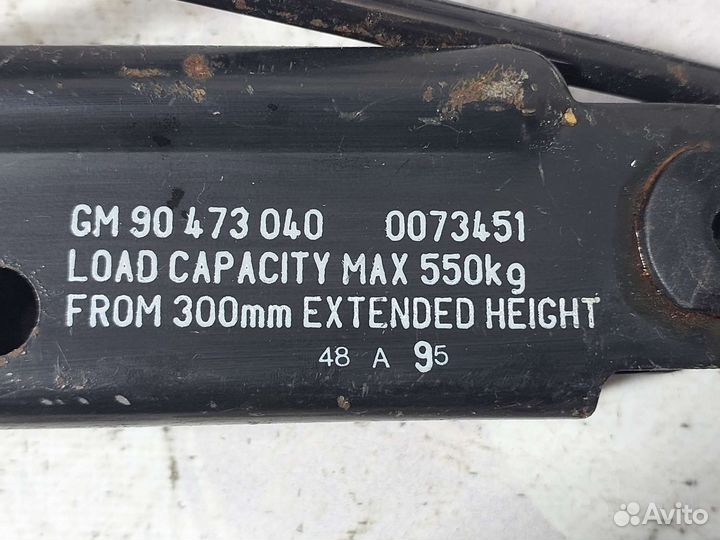 GM 90 473 040 0073451
LOAD CAPACITY MAX 550kg
FROM 300mm EXTENDED HEIGHT
48 A 95
Avito